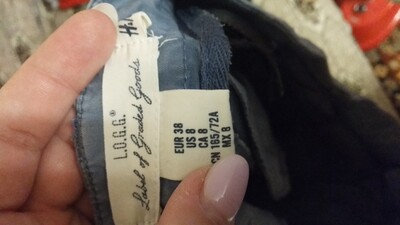 L.O.G.G.®
Label of Graded Goods
EUR 38
US 8
CA 8
CN 165/72A
MX 8